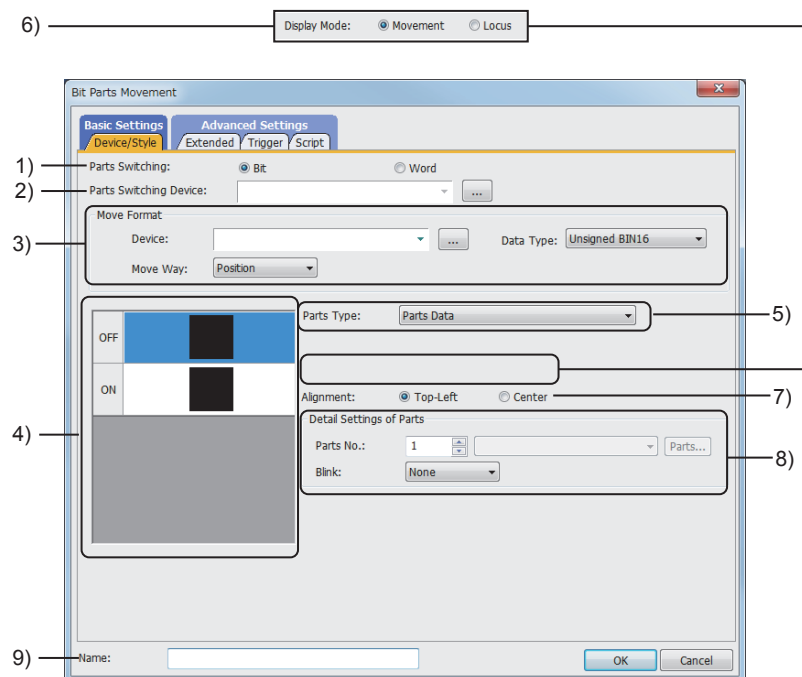 6) Display Mode: Movement Locus
Bit Parts Movement x
Basic Settings Advanced Settings
Device/Style Extended Trigger Script
1) Parts Switching: Bit Word
2) Parts Switching Device: ...
Move Format
3) Device: ... Data Type: Unsigned BIN16
Move Way: Position
Parts Type: Parts Data 5)
OFF
ON
Alignment: Top-Left Center 7)
4)
Detail Settings of Parts
Parts No.: 1 Parts...
8)
Blink: None
9) Name: OK Cancel